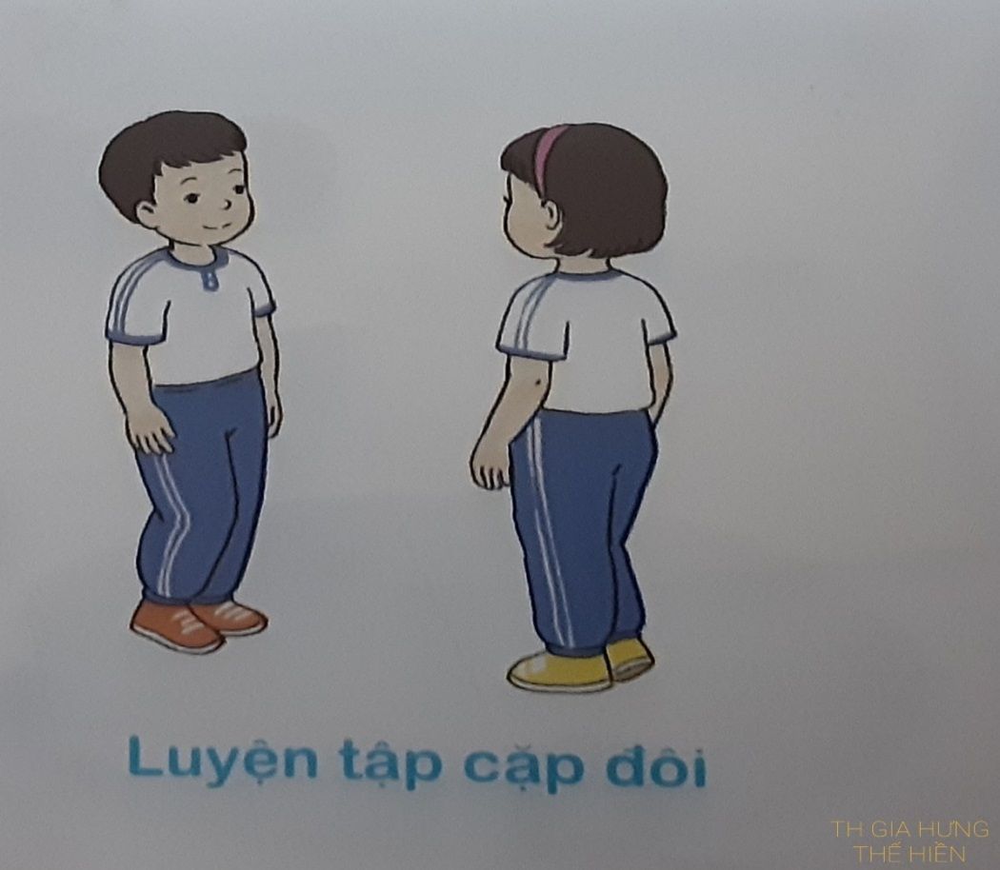 Luyện tập cặp đôi
TH GIA HƯNG
THẾ HIỀN